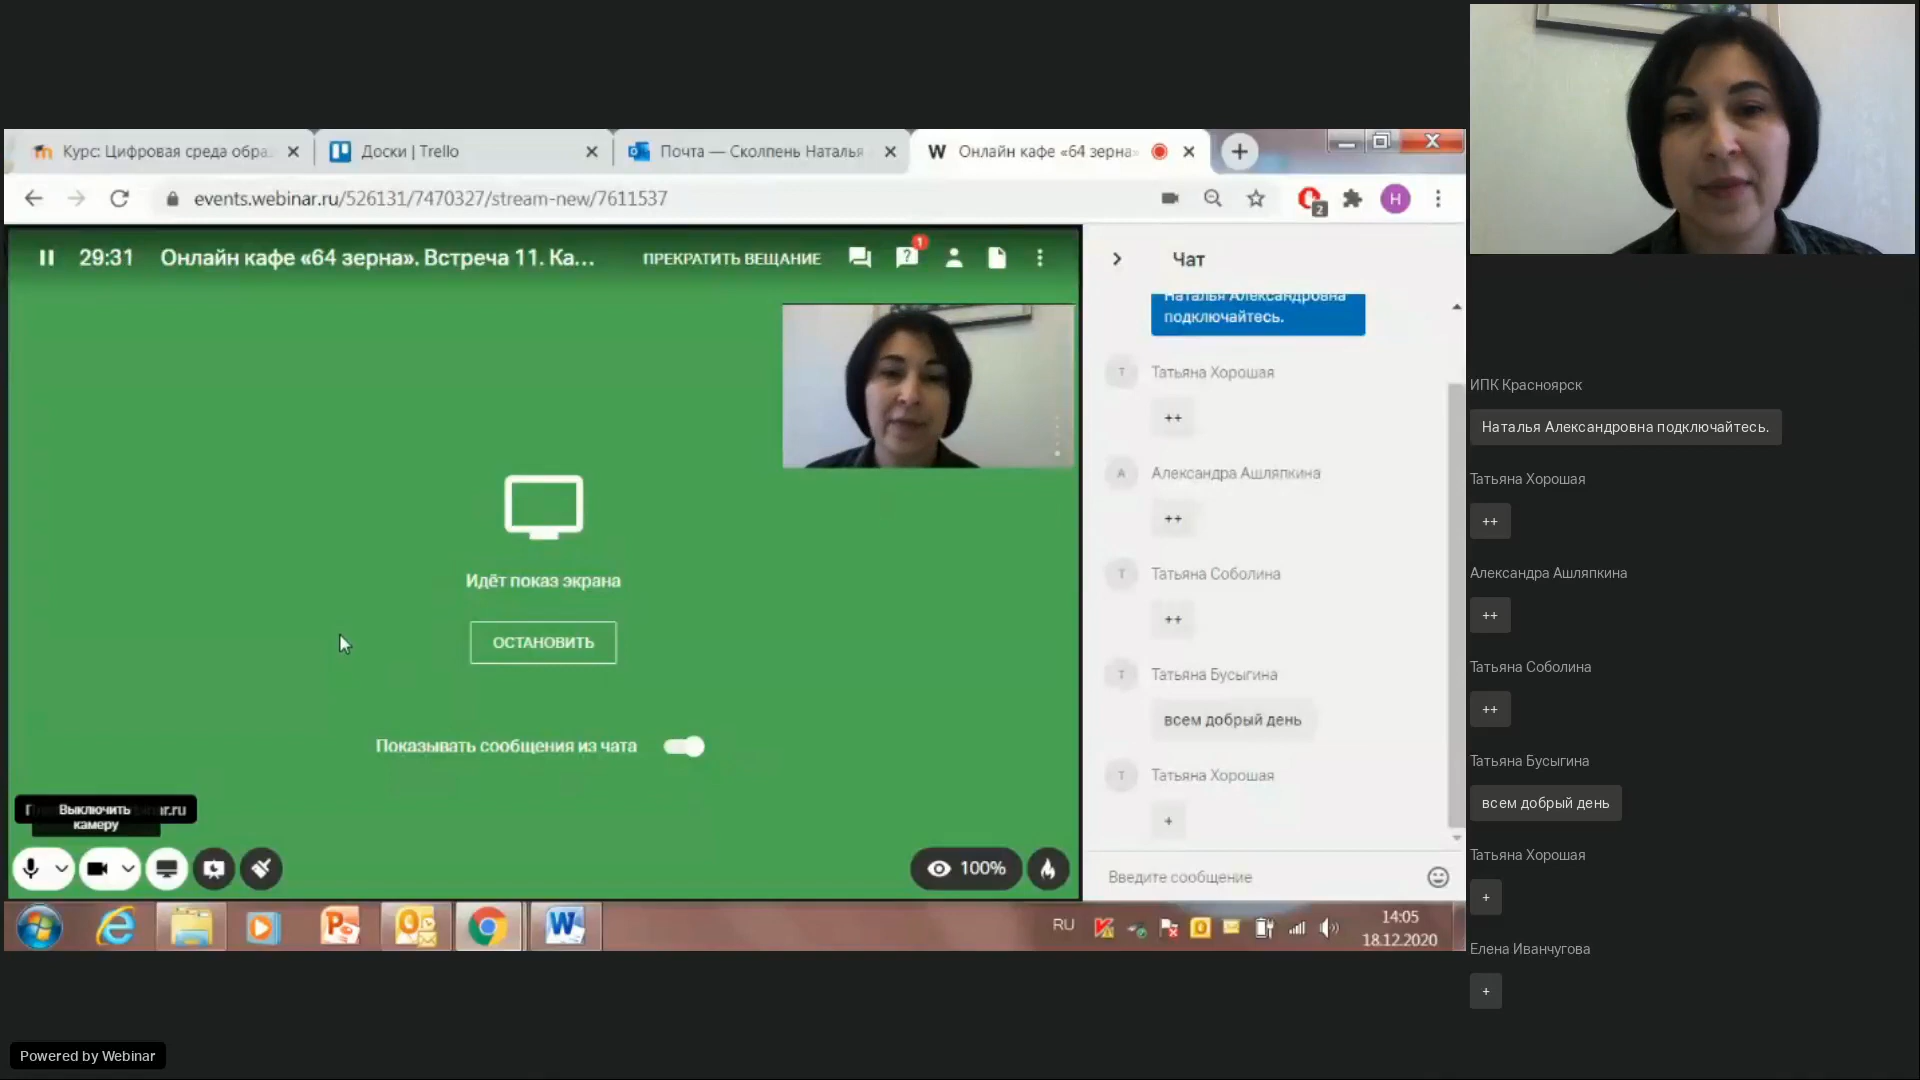 Курс: Цифровая среда обра
Доски | Trello
Почта — Сколпень Наталья
W
Онлайн кафе «64 зерна»
events.webinar.ru/526131/7470327/stream-new/7611537
2
Н
29:31
Онлайн кафе «64 зерна». Встреча 11. Ка...
ПРЕКРАТИТЬ ВЕЩАНИЕ
1
Идёт показ экрана
ОСТАНОВИТЬ
Показывать сообщения из чата
Выключить
камеру
ir.ru
100%
Чат
Наталья Александровна
подключайтесь.
Т
Татьяна Хорошая
++
А
Александра Ашляпкина
++
Т
Татьяна Соболина
++
Т
Татьяна Бусыгина
всем добрый день
Т
Татьяна Хорошая
+
Введите сообщение
RU
14:05
18.12.2020
ИПК Красноярск
Наталья Александровна подключайтесь.
Татьяна Хорошая
++
Александра Ашляпкина
++
Татьяна Соболина
++
Татьяна Бусыгина
всем добрый день
Татьяна Хорошая
+
Елена Иванчугова
+
Powered by Webinar